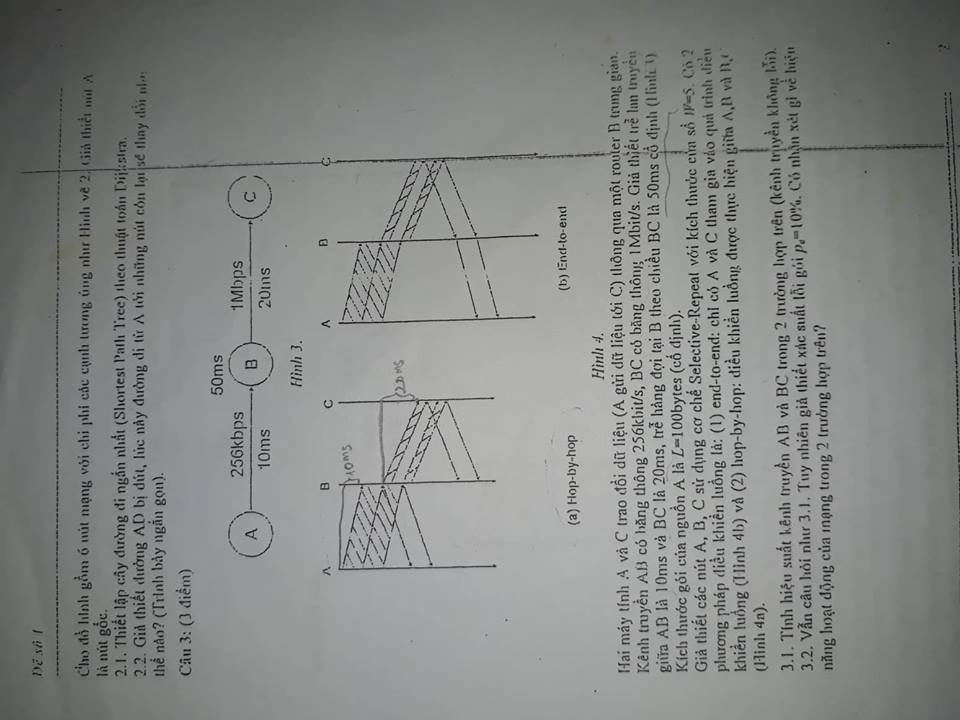 Đề số 1
Cho đồ hình gồm 6 nút mạng với chi phí các cạnh tương ứng như Hình vẽ 2. Giả thiết nút A
là nút gốc.
2.1. Thiết lập cây đường đi ngắn nhất (Shortest Path Tree) theo thuật toán Dijkstra.
2.2. Giả thiết đường AD bị đứt, lúc này đường đi từ A tới những nút còn lại sẽ thay đổi như
thế nào? (Trình bày ngắn gọn).
Câu 3: (3 điểm)
50ms
A 256kbps B 1Mbps C
10ms 20ms
Hình 3.
A B C A B C
10ms
20ms
(a) Hop-by-hop (b) End-to-end
Hình 4.
Hai máy tính A và C trao đổi dữ liệu (A gửi dữ liệu tới C) thông qua một router B trung gian.
Kênh truyền AB có băng thông 256kbit/s, BC có băng thông 1Mbit/s. Giả thiết trễ lan truyền
giữa AB là 10ms và BC là 20ms, trễ hàng đợi tại B theo chiều BC là 50ms cố định (Hình 3)
Kích thước gói của nguồn A là L=100bytes (cố định).
Giả thiết các nút A, B, C sử dụng cơ chế Selective-Repeat với kích thước cửa sổ W=5. Có 2
phương pháp điều khiển luồng là: (1) end-to-end: chỉ có A và C tham gia vào quá trình điều
khiển luồng (Hình 4b) và (2) hop-by-hop: điều khiển luồng được thực hiện giữa A,B và B,C
(Hình 4a).
3.1. Tính hiệu suất kênh truyền AB và BC trong 2 trường hợp trên (kênh truyền không lỗi).
3.2. Vẫn câu hỏi như 3.1. Tuy nhiên giả thiết xác suất lỗi gói pₑ=10%. Có nhận xét gì về hiệu
năng hoạt động của mạng trong 2 trường hợp trên?
2